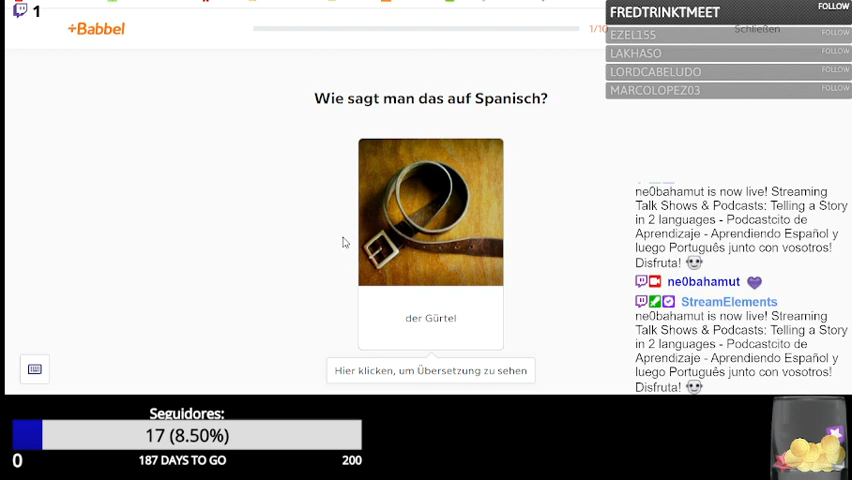 1
+Babbel
1/10
Schließen
FREDTRINKTMEET
FOLLOW
EZEL155
FOLLOW
LAKHASO
FOLLOW
LORDCABELUDO
FOLLOW
MARCOLOPEZ03
FOLLOW
Wie sagt man das auf Spanisch?
der Gürtel
Hier klicken, um Übersetzung zu sehen
ne0bahamut is now live! Streaming
Talk Shows & Podcasts: Telling a Story
in 2 languages - Podcastcito de
Aprendizaje - Aprendiendo Español y
luego Português junto con vosotros!
Disfruta!
ne0bahamut
StreamElements
ne0bahamut is now live! Streaming
Talk Shows & Podcasts: Telling a Story
in 2 languages - Podcastcito de
Aprendizaje - Aprendiendo Español y
luego Português junto con vosotros!
Disfruta!
Seguidores:
17 (8.50%)
0
187 DAYS TO GO
200